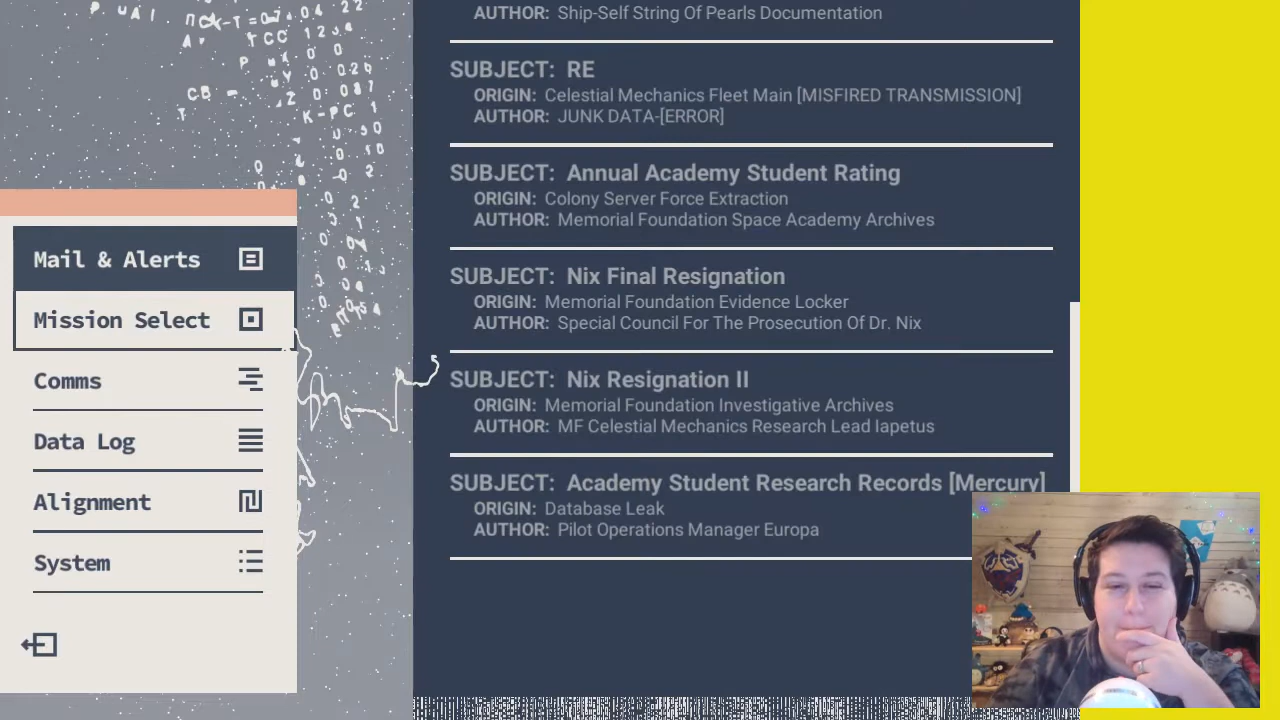 AUTHOR: Ship-Self String Of Pearls Documentation
SUBJECT: RE
ORIGIN: Celestial Mechanics Fleet Main [MISFIRED TRANSMISSION]
AUTHOR: JUNK DATA-[ERROR]
SUBJECT: Annual Academy Student Rating
ORIGIN: Colony Server Force Extraction
AUTHOR: Memorial Foundation Space Academy Archives
SUBJECT: Nix Final Resignation
ORIGIN: Memorial Foundation Evidence Locker
AUTHOR: Special Council For The Prosecution Of Dr. Nix
SUBJECT: Nix Resignation II
ORIGIN: Memorial Foundation Investigative Archives
AUTHOR: MF Celestial Mechanics Research Lead Iapetus
SUBJECT: Academy Student Research Records [Mercury]
ORIGIN: Database Leak
AUTHOR: Pilot Operations Manager Europa
Mail & Alerts
Mission Select
Comms
Data Log
Alignment
System